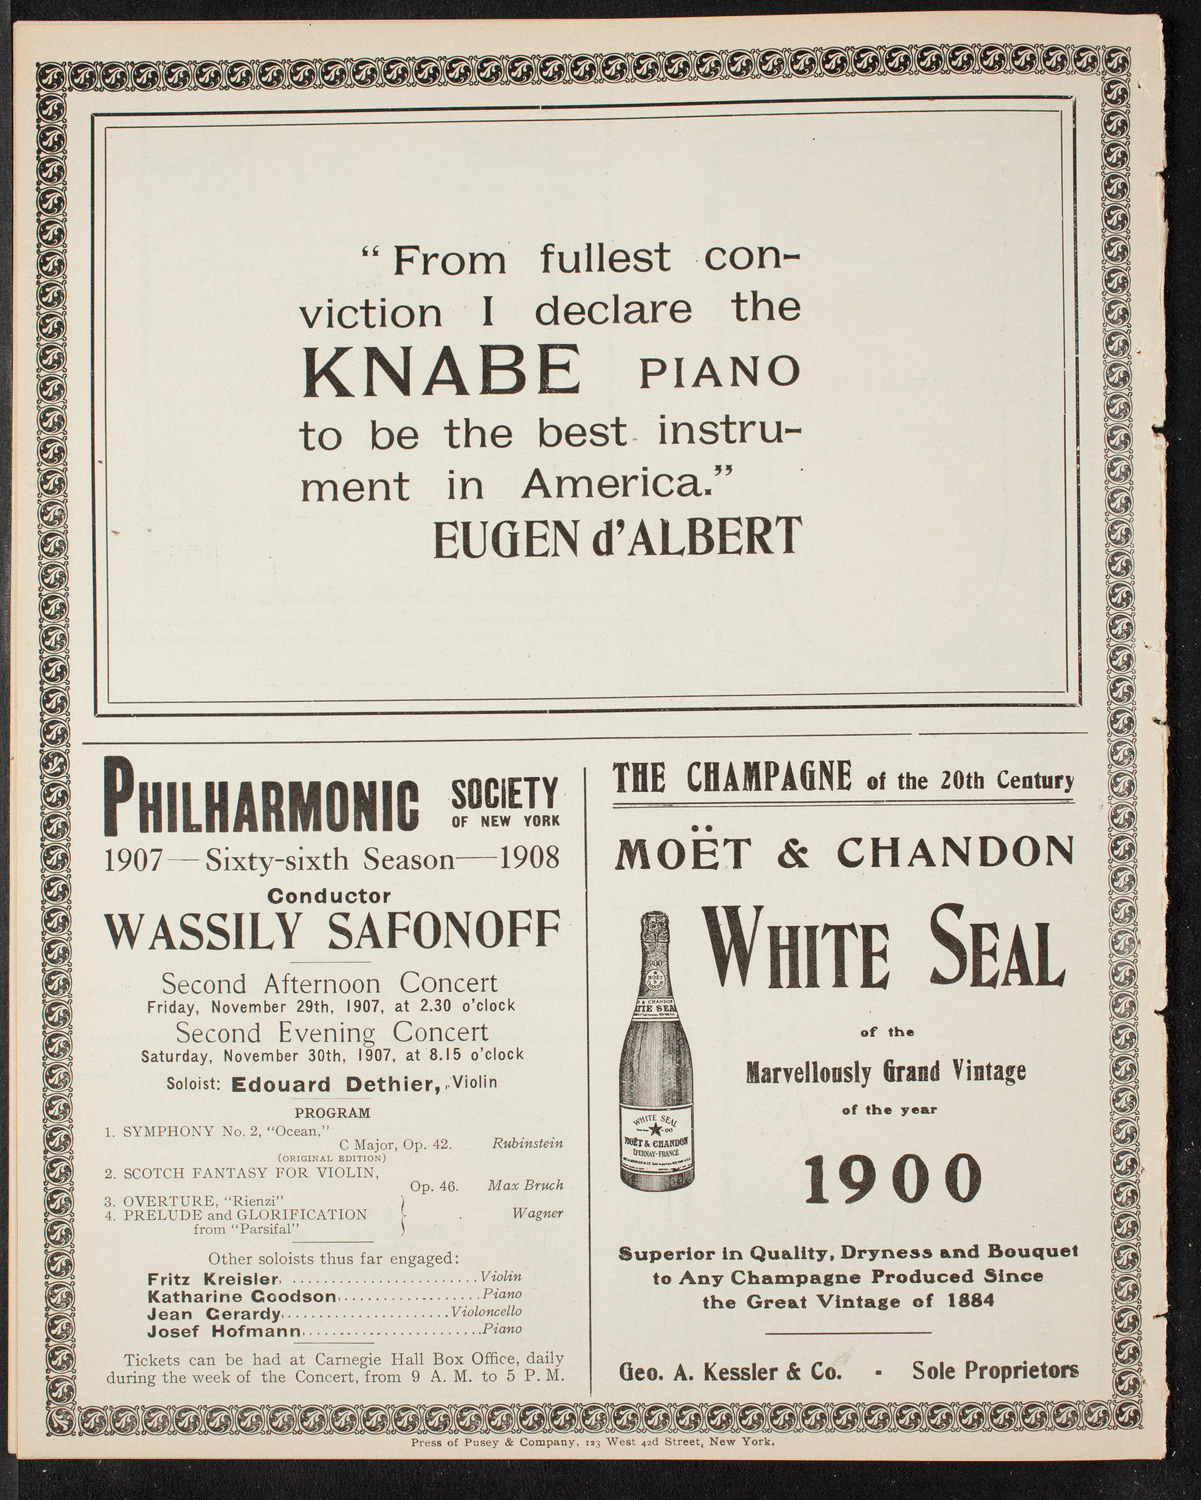 “From fullest con-
viction I declare the
KNABE PIANO
to be the best instru-
ment in America.”
EUGEN d’ALBERT
PHILHARMONIC SOCIETY
OF NEW YORK
1907—Sixty-sixth Season—1908
Conductor
WASSILY SAFONOFF
Second Afternoon Concert
Friday, November 29th, 1907, at 2.30 o’clock
Second Evening Concert
Saturday, November 30th, 1907, at 8.15 o’clock
Soloist: Edouard Dethier, Violin
PROGRAM
1. SYMPHONY No. 2, “Ocean,”
C Major, Op. 42. Rubinstein
(ORIGINAL EDITION)
2. SCOTCH FANTASY FOR VIOLIN,
Op. 46. Max Bruch
3. OVERTURE, “Rienzi”
4. PRELUDE and GLORIFICATION . Wagner
from “Parsifal”
Other soloists thus far engaged:
Fritz Kreisler, ........................Violin
Katharine Goodson...................Piano
Jean Gerardy,......................Violoncello
Josef Hofmann........................Piano
Tickets can be had at Carnegie Hall Box Office, daily
during the week of the Concert, from 9 A. M. to 5 P. M.
THE CHAMPAGNE of the 20th Century
MOËT & CHANDON
WHITE SEAL
of the
Marvellously Grand Vintage
of the year
1900
WHITE SEAL
MOËT & CHANDON
EPERNAY-FRANCE
Superior in Quality, Dryness and Bouquet
to Any Champagne Produced Since
the Great Vintage of 1884
Geo. A. Kessler & Co. - Sole Proprietors
Press of Pusey & Company, 123 West 42d Street, New York.